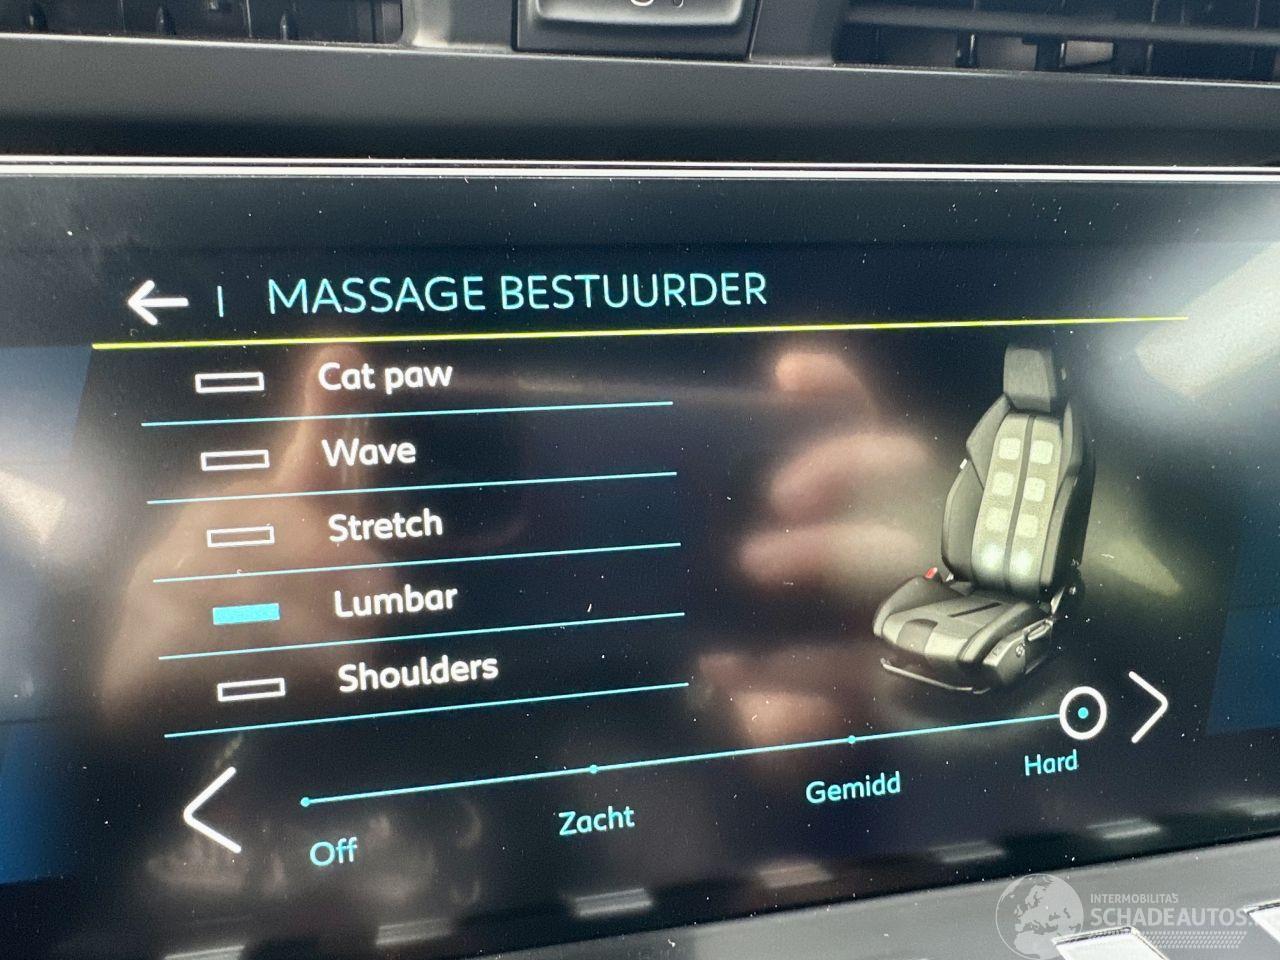 MASSAGE BESTUURDER
Cat paw
Wave
Stretch
Lumbar
Shoulders
Off
Zacht
Gemidd
Hard
INTERMOBILITAS
SCHADEAUTOS.